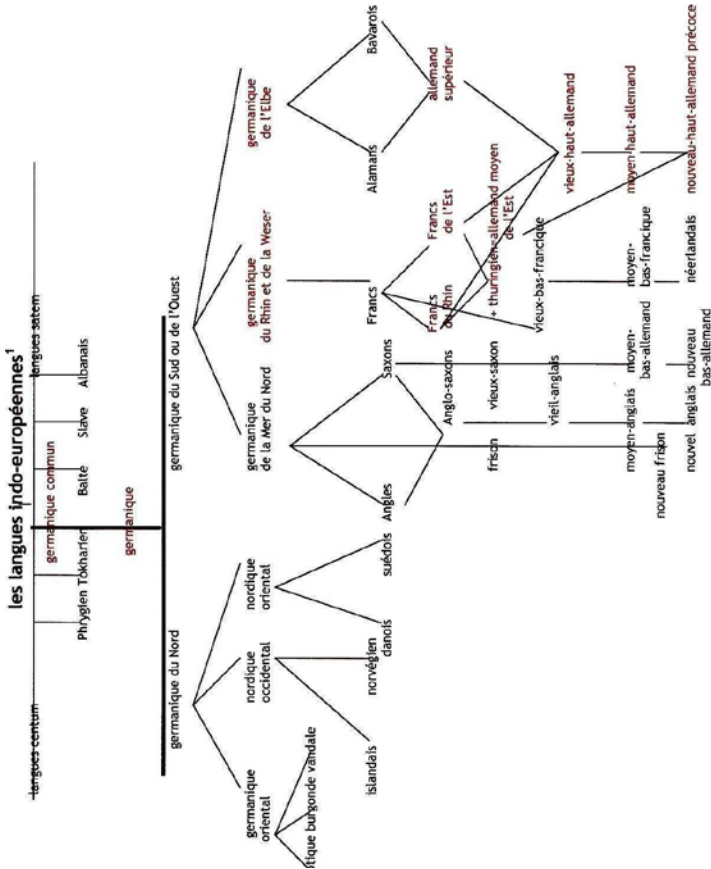 les langues indo-européennes¹
langues centum
langues satem
germanique commun
Phrygien
Tokharien
Balte
Slave
Albanais
germanique
germanique du Nord
germanique du Sud ou de l'Ouest
germanique
oriental
nordique
occidental
nordique
oriental
germanique
de la Mer du Nord
germanique
du Rhin et de la Weser
germanique
de l'Elbe
burgonde
vandale
islandais
norvégien
danois
suédois
Angles
Saxons
Francs
Alamans
Bavarois
Anglo-saxons
Francs
du Rhin
Francs
de l'Est
allemand
supérieur
frison
vieux-saxon
+ thuringien=allemand moyen
de l'Est
vieil-anglais
vieux-bas-francique
vieux-haut-allemand
moyen-anglais
moyen-
bas-allemand
moyen-
bas-francique
moyen-haut-allemand
nouveau frison
nouvel anglais
nouveau
bas-allemand
néerlandais
nouveau-haut-allemand précoce